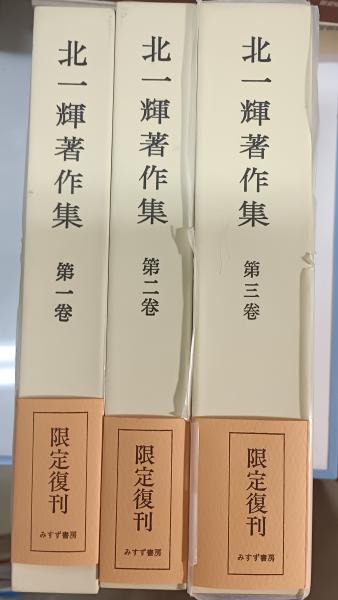 北一輝著作集 第一巻
限定復刊
みすず書房
北一輝著作集 第二巻
限定復刊
みすず書房
北一輝著作集 第三巻
限定復刊
みすず書房